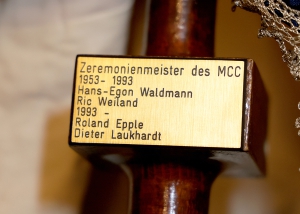 Zeremonienmeister des MCC
1953- 1993
Hans-Egon Waldmann
Ric Weiland
1993 -
Roland Epple
Dieter Laukhardt